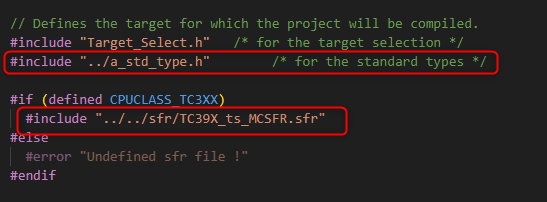 // Defines the target for which the project will be compiled.
#include "Target_Select.h" /* for the target selection */
#include "../a_std_type.h" /* for the standard types */
#if (defined CPUCLASS_TC3XX)
#include "../../sfr/TC39X_ts_MCSFR.sfr"
#else
#error "Undefined sfr file !"
#endif